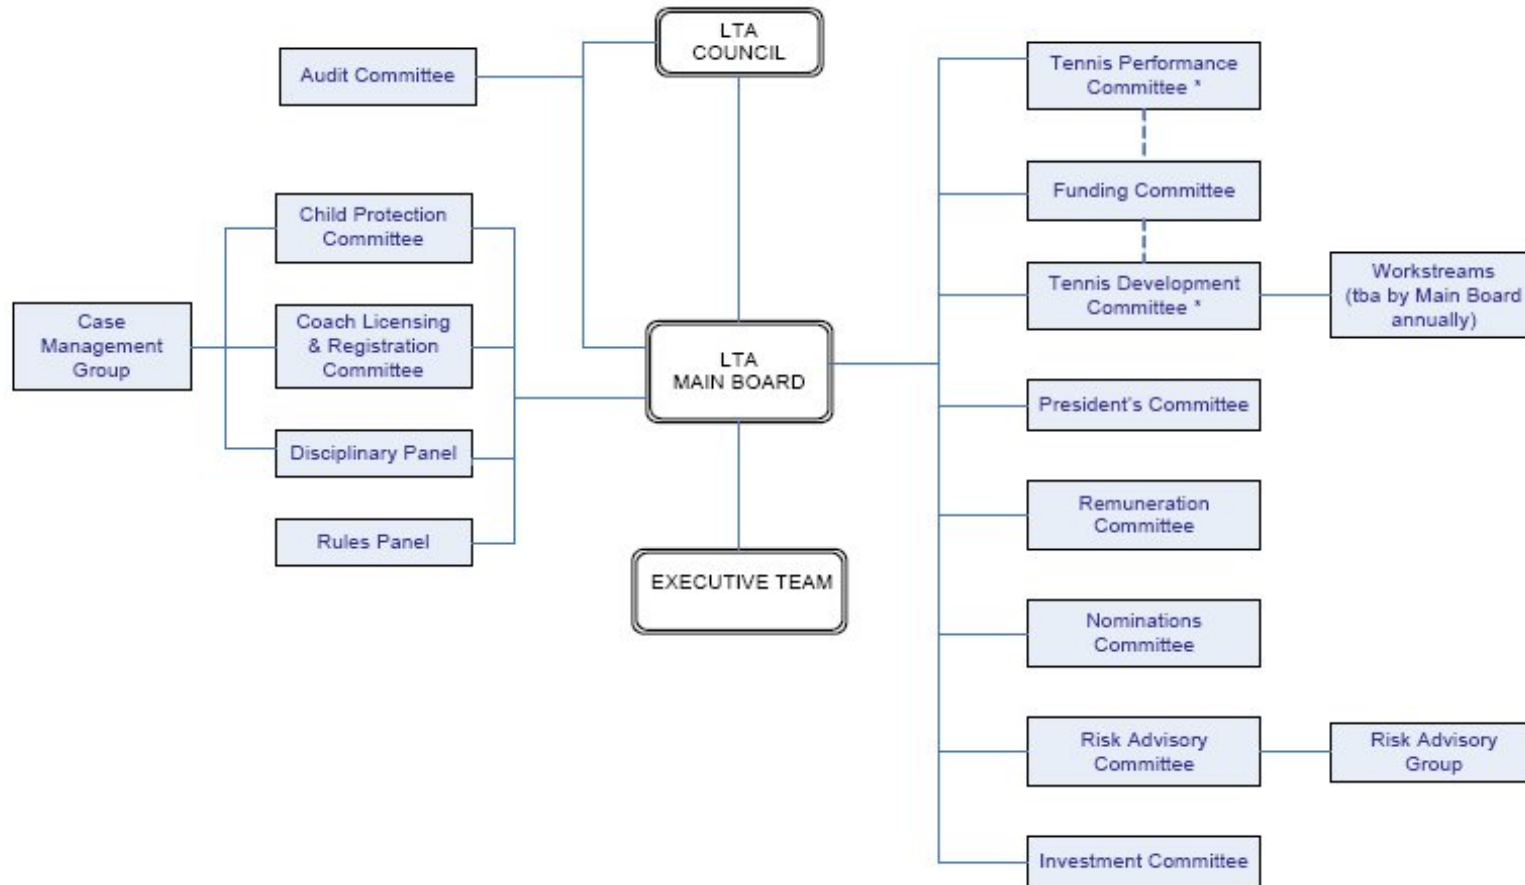 LTA
COUNCIL
Audit Committee
Tennis Performance
Committee *
Child Protection
Committee
Funding Committee
Case
Management
Group
Coach Licensing
& Registration
Committee
LTA
MAIN BOARD
Tennis Development
Committee *
Workstreams
(tba by Main Board
annually)
President's Committee
Disciplinary Panel
Rules Panel
Remuneration
Committee
EXECUTIVE TEAM
Nominations
Committee
Risk Advisory
Committee
Risk Advisory
Group
Investment Committee